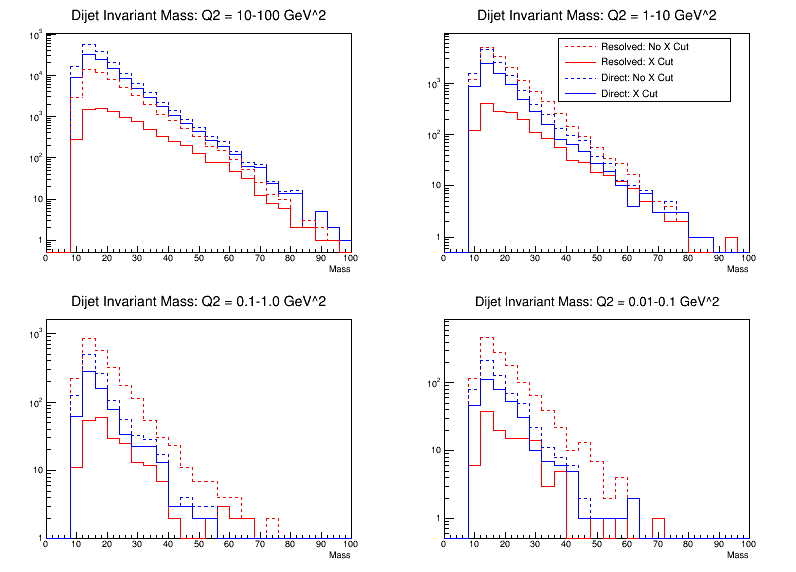 Dijet Invariant Mass: Q2 = 10-100 GeV^2
10^5
10^4
10^3
10^2
10
1
0 10 20 30 40 50 60 70 80 90 100
Mass
Dijet Invariant Mass: Q2 = 1-10 GeV^2
Resolved: No X Cut
Resolved: X Cut
Direct: No X Cut
Direct: X Cut
10^3
10^2
10
1
0 10 20 30 40 50 60 70 80 90 100
Mass
Dijet Invariant Mass: Q2 = 0.1-1.0 GeV^2
10^3
10^2
10
1
0 10 20 30 40 50 60 70 80 90 100
Mass
Dijet Invariant Mass: Q2 = 0.01-0.1 GeV^2
10^2
10
1
0 10 20 30 40 50 60 70 80 90 100
Mass